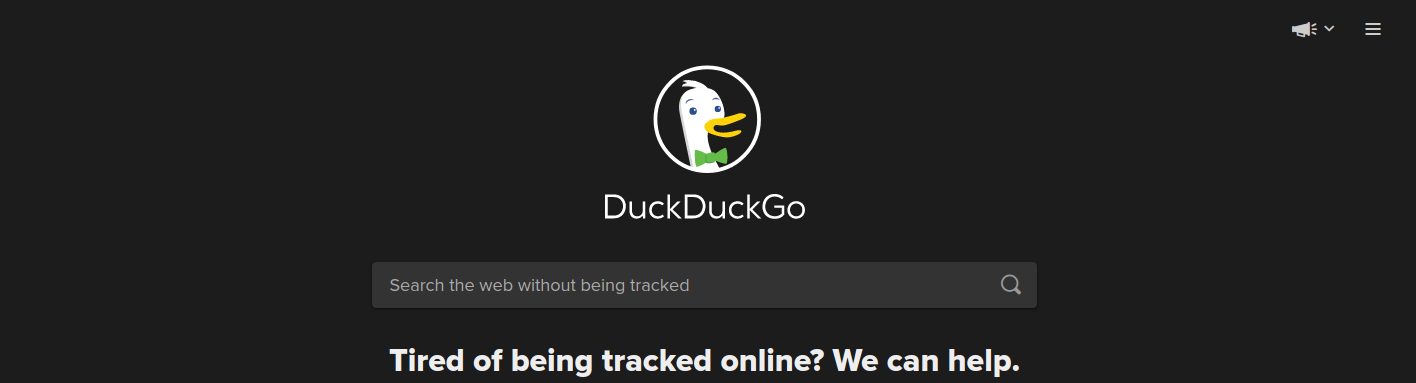 DuckDuckGo
Search the web without being tracked
Tired of being tracked online? We can help.